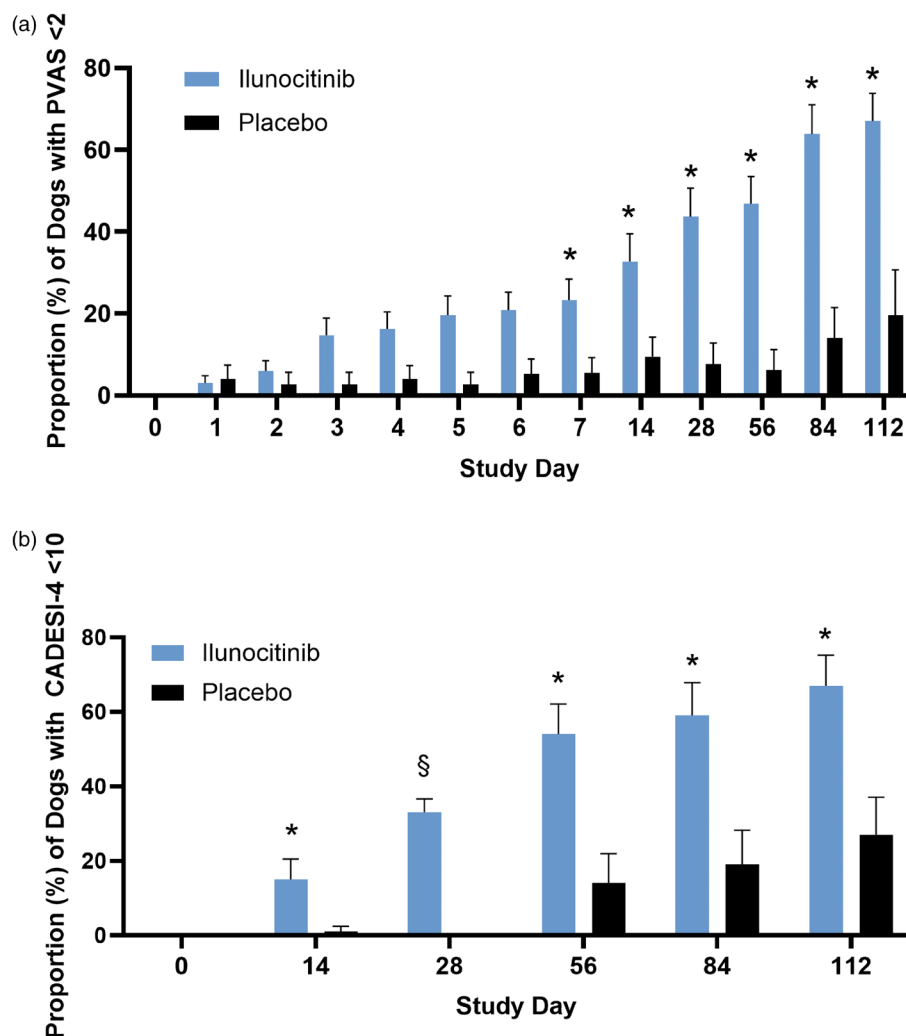 (a)
Proportion (%) of Dogs with PVAS <2
80
60
40
20
0
Ilunocitinib
Placebo
* * * * * *
0 1 2 3 4 5 6 7 14 28 56 84 112
Study Day
(b)
Proportion (%) of Dogs with CADESI-4 <10
80
60
40
20
0
Ilunocitinib
Placebo
* § * * *
0 14 28 56 84 112
Study Day